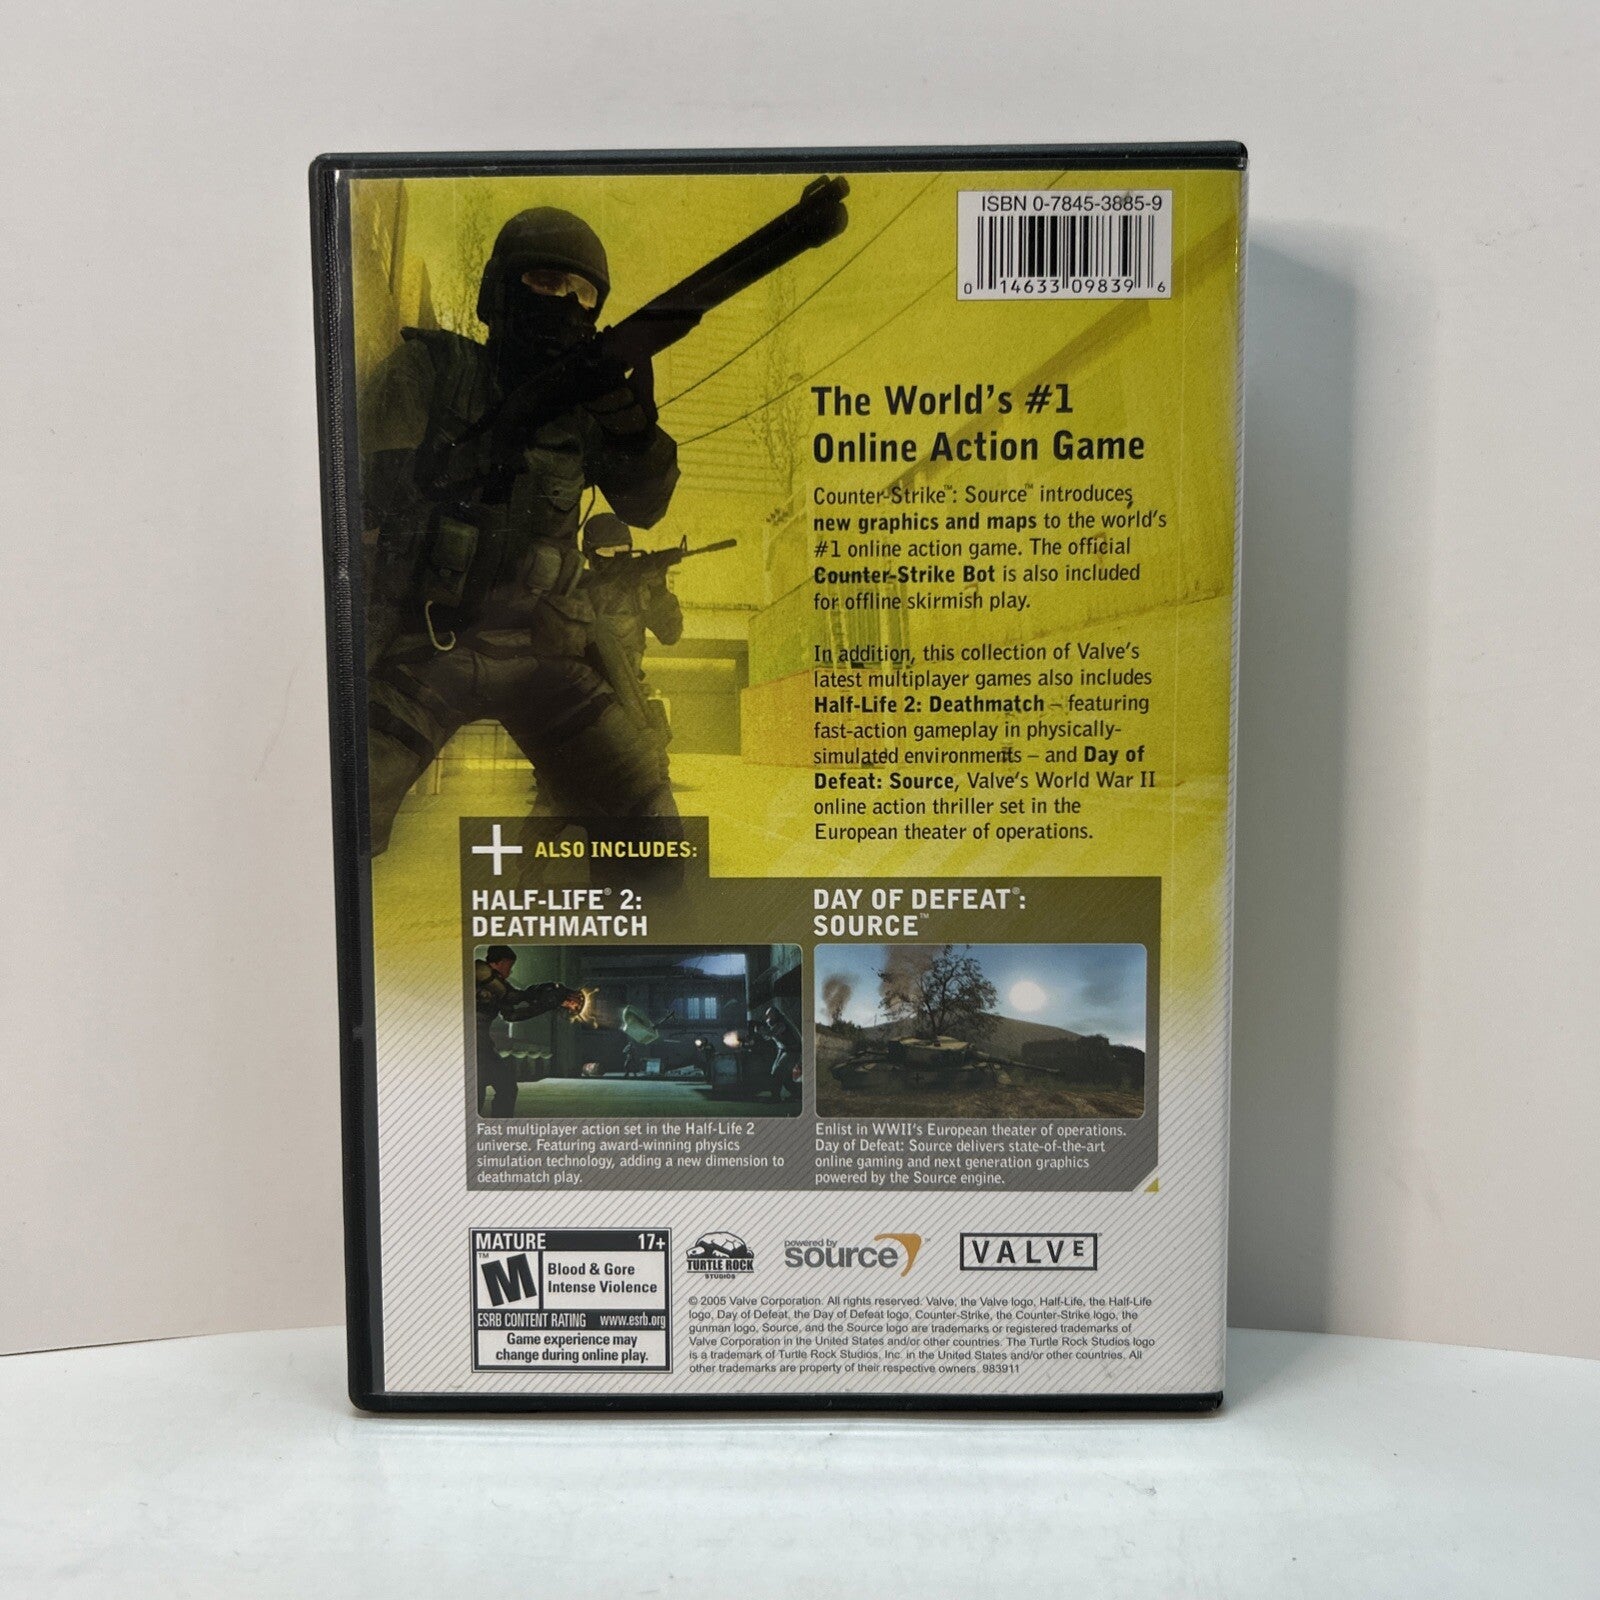 ISBN 0-7845-3885-9
0 14633 09839 6
The World's #1
Online Action Game
Counter-Strike™: Source™ introduces
new graphics and maps to the world's
#1 online action game. The official
Counter-Strike Bot is also included
for offline skirmish play.
In addition, this collection of Valve's
latest multiplayer games also includes
Half-Life 2: Deathmatch – featuring
fast-action gameplay in physically-
simulated environments – and Day of
Defeat: Source, Valve's World War II
online action thriller set in the
European theater of operations.
+ ALSO INCLUDES:
HALF-LIFE® 2:
DEATHMATCH
Fast multiplayer action set in the Half-Life 2
universe. Featuring award-winning physics
simulation technology, adding a new dimension to
deathmatch play.
DAY OF DEFEAT®:
SOURCE™
Enlist in WWII's European theater of operations.
Day of Defeat: Source delivers state-of-the-art
online gaming and next generation graphics
powered by the Source engine.
MATURE 17+
M™
Blood & Gore
Intense Violence
ESRB CONTENT RATING www.esrb.org
Game experience may
change during online play.
TURTLE ROCK
STUDIOS
powered by
source™
VALVE®
© 2005 Valve Corporation. All rights reserved. Valve, the Valve logo, Half-Life, the Half-Life
logo, Day of Defeat, the Day of Defeat logo, Counter-Strike, the Counter-Strike logo, the
gunman logo, Source, and the Source logo are trademarks or registered trademarks of
Valve Corporation in the United States and/or other countries. The Turtle Rock Studios logo
is a trademark of Turtle Rock Studios, Inc. in the United States and/or other countries. All
other trademarks are property of their respective owners. 983911